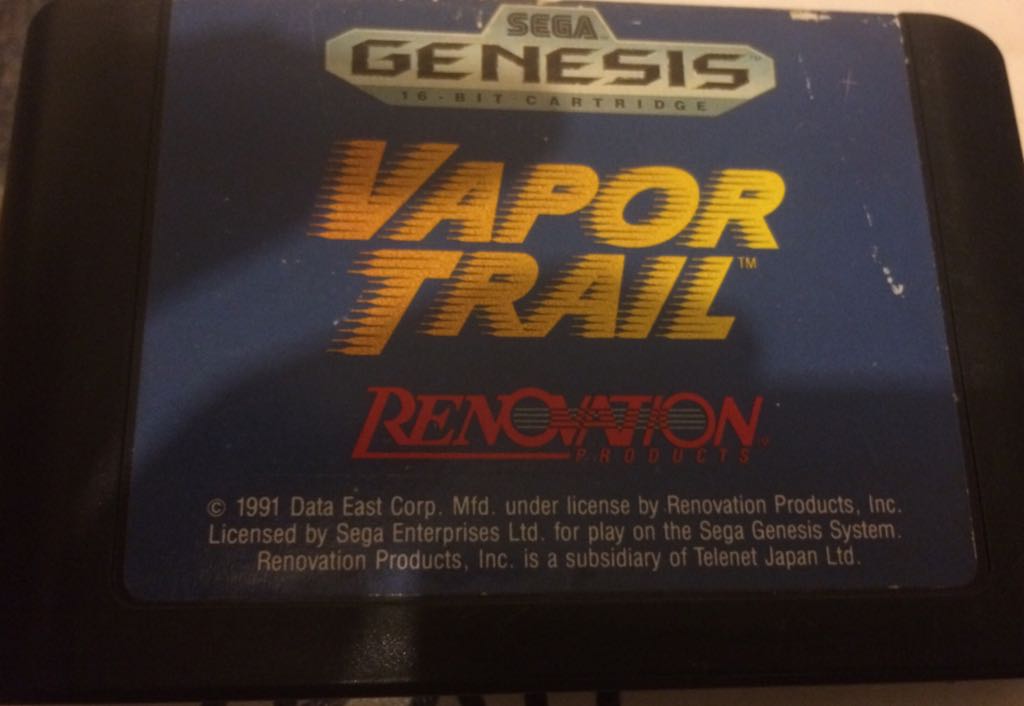 SEGA
GENESIS™
16-BIT CARTRIDGE
VAPOR
TRAIL™
RENOVATION
PRODUCTS
© 1991 Data East Corp. Mfd. under license by Renovation Products, Inc.
Licensed by Sega Enterprises Ltd. for play on the Sega Genesis System.
Renovation Products, Inc. is a subsidiary of Telenet Japan Ltd.